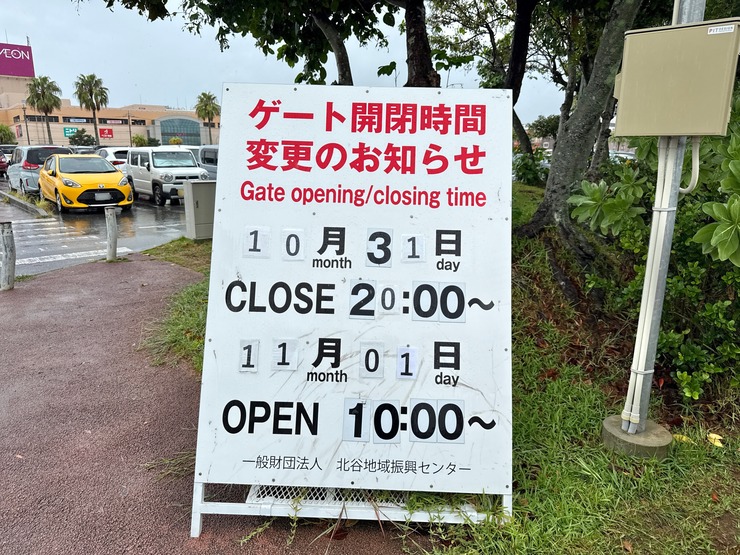 ÆON
ゲート開閉時間
変更のお知らせ
Gate opening/closing time
10月31日
month day
CLOSE 20:00~
11月01日
month day
OPEN 10:00~
一般財団法人 北谷地域振興センター